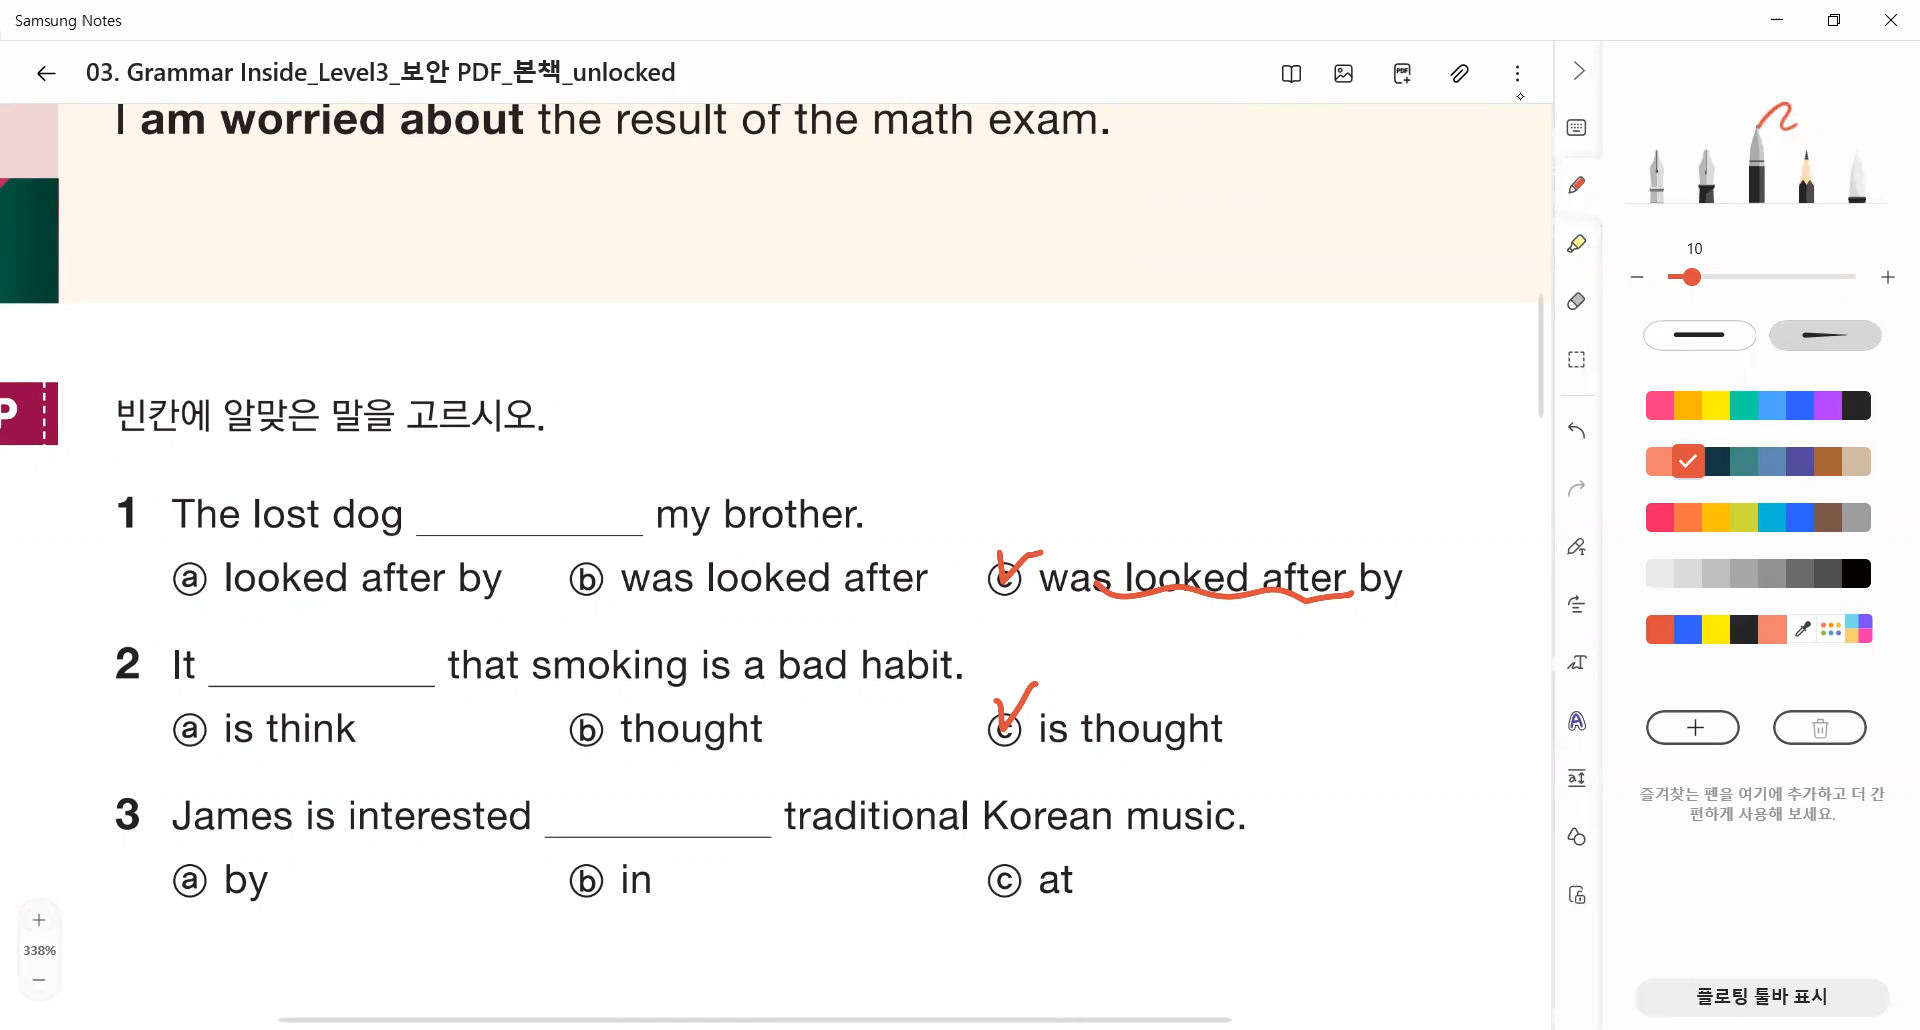 Samsung Notes
03. Grammar Inside_Level3_보안 PDF_본책_unlocked
I am worried about the result of the math exam.
10
P
빈칸에 알맞은 말을 고르시오.
1 The lost dog ____________ my brother.
ⓐ looked after by ⓑ was looked after ⓒ was looked after by
2 It ____________ that smoking is a bad habit.
ⓐ is think ⓑ thought ⓒ is thought
3 James is interested ____________ traditional Korean music.
ⓐ by ⓑ in ⓒ at
338%
즐겨찾는 펜을 여기에 추가하고 더 간
편하게 사용해 보세요.
플로팅 툴바 표시